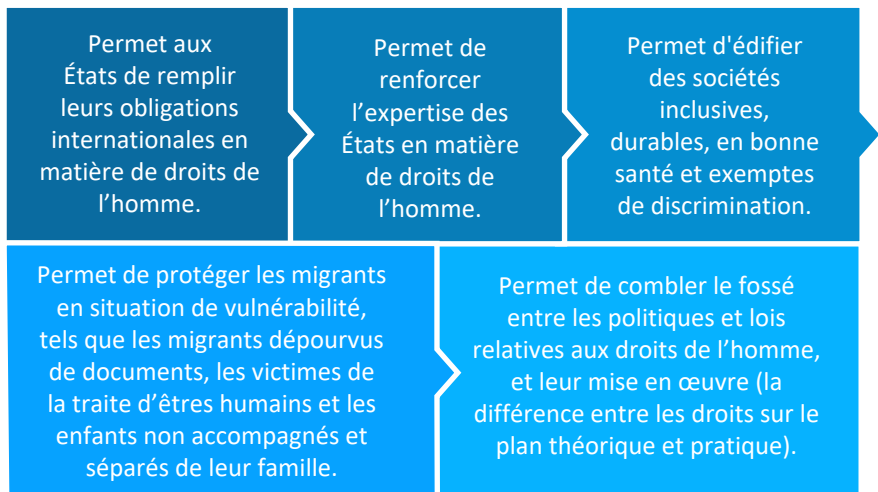 Permet aux
États de remplir
leurs obligations
internationales en
matière de droits de
l’homme.
Permet de
renforcer
l’expertise des
États en matière
de droits de
l’homme.
Permet d'édifier
des sociétés
inclusives,
durables, en bonne
santé et exemptes
de discrimination.
Permet de protéger les migrants
en situation de vulnérabilité,
tels que les migrants dépourvus
de documents, les victimes de
la traite d’êtres humains et les
enfants non accompagnés et
séparés de leur famille.
Permet de combler le fossé
entre les politiques et lois
relatives aux droits de l’homme,
et leur mise en œuvre (la
différence entre les droits sur le
plan théorique et pratique).